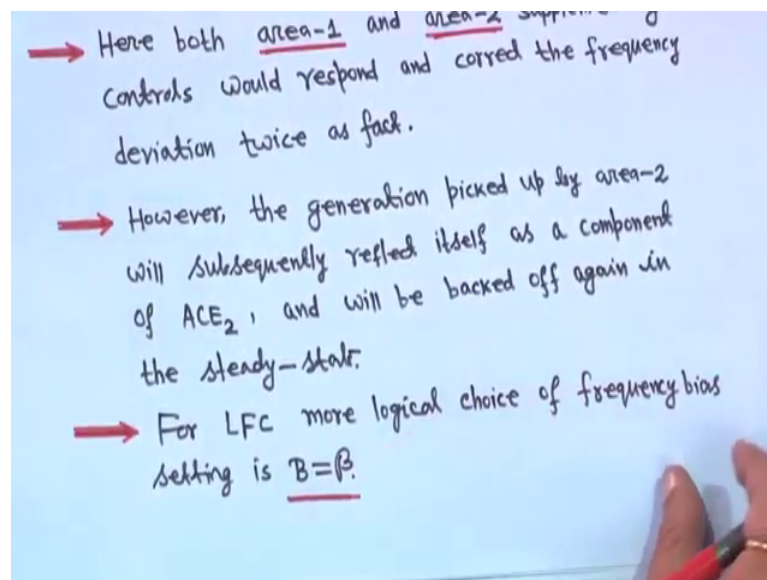 Here both area-1 and area-2
controls would respond and corred the frequency
deviation twice as fact.
However, the generation picked up by area-2
will subsequently refled itself as a component
of ACE₂, and will be backed off again in
the steady-state.
For LFC more logical choice of frequency bias
setting is B=β.